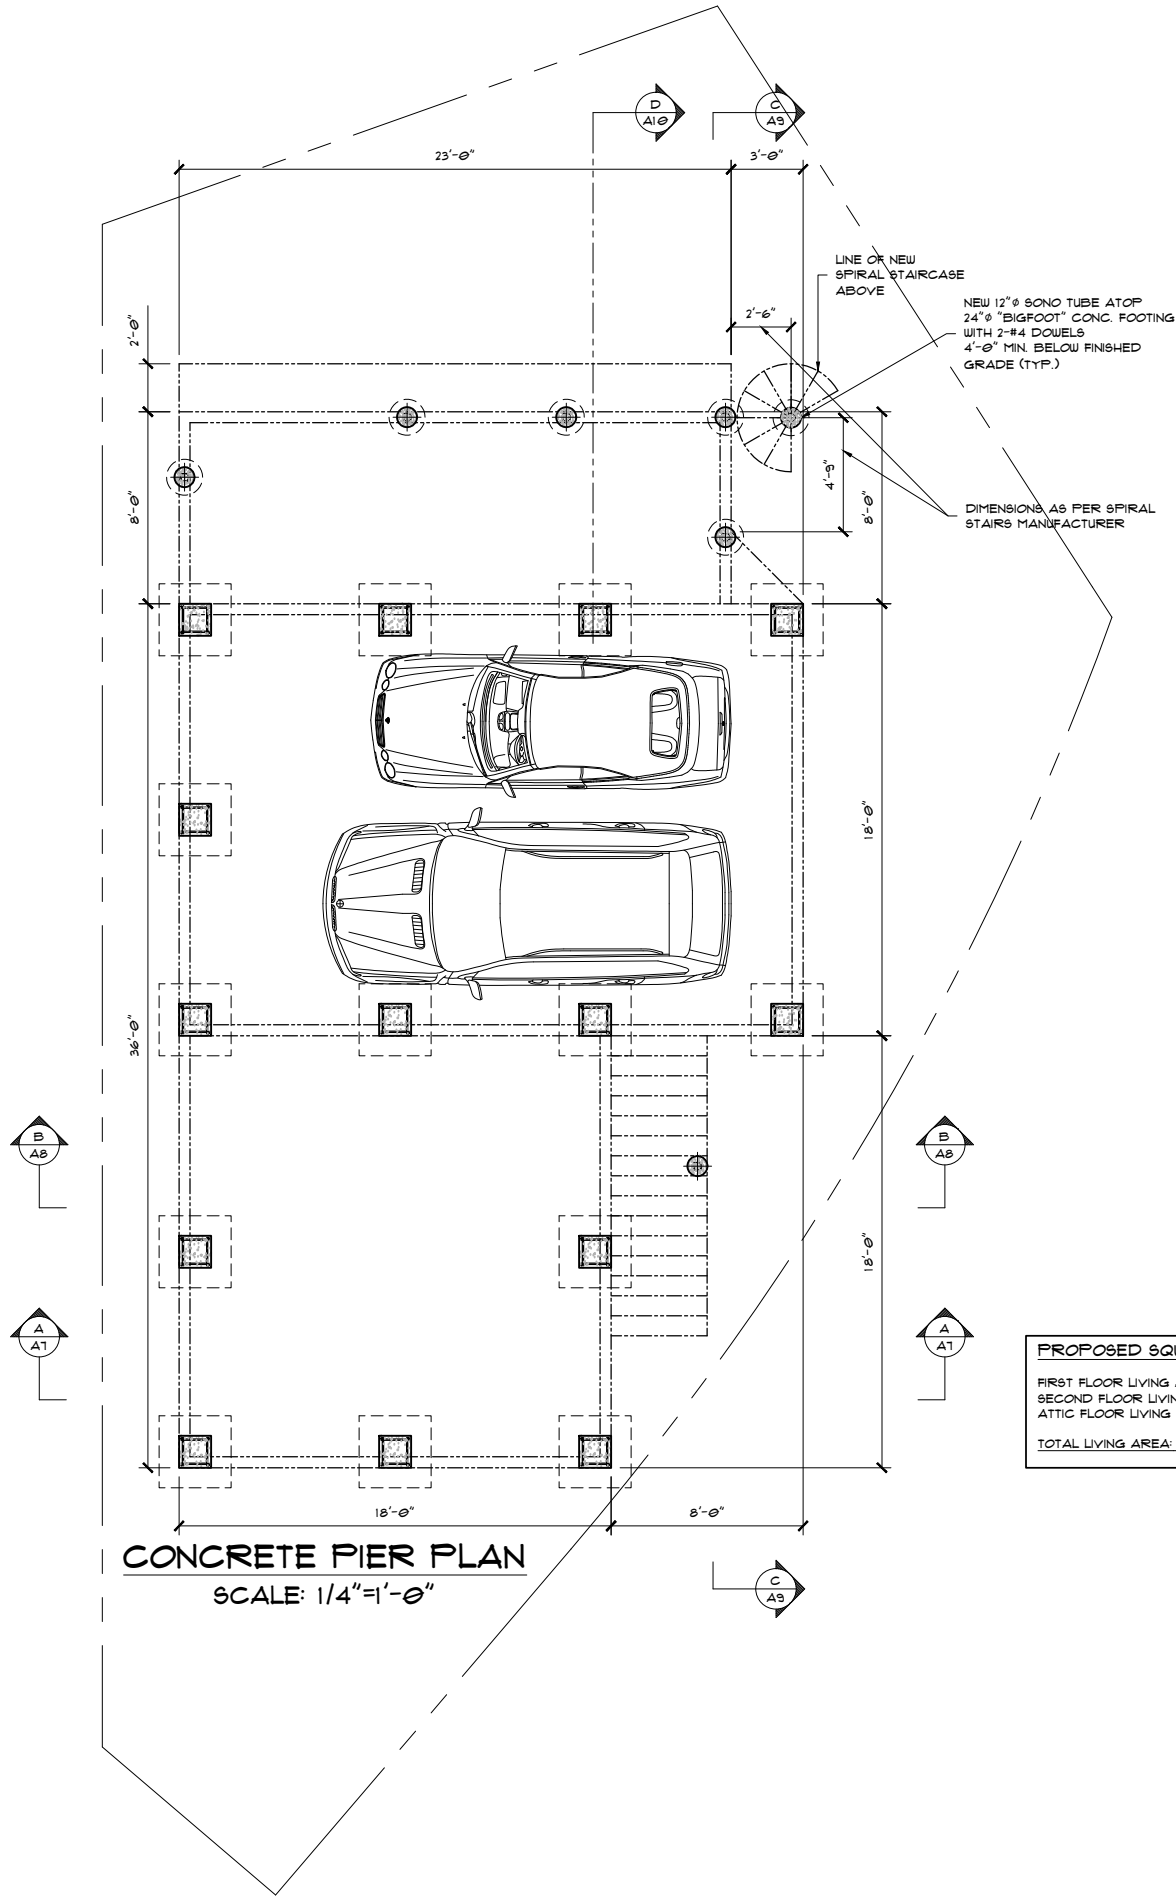 D
A10
C
A9
23'-0"
3'-0"
LINE OF NEW
SPIRAL STAIRCASE
ABOVE
NEW 12"ø SONO TUBE ATOP
24"ø "BIGFOOT" CONC. FOOTING
WITH 2-#4 DOWELS
4'-0" MIN. BELOW FINISHED
GRADE (TYP.)
2'-6"
2'-0"
8'-0"
4'-9"
8'-0"
DIMENSIONS AS PER SPIRAL
STAIRS MANUFACTURER
18'-0"
36'-0"
B
A8
B
A8
18'-0"
A
A7
A
A7
PROPOSED
FIRST FLOOR LIVING
SECOND FLOOR
ATTIC FLOOR LIVING
TOTAL LIVING AREA:
18'-0"
8'-0"
CONCRETE PIER PLAN
SCALE: 1/4"=1'-0"
C
A9